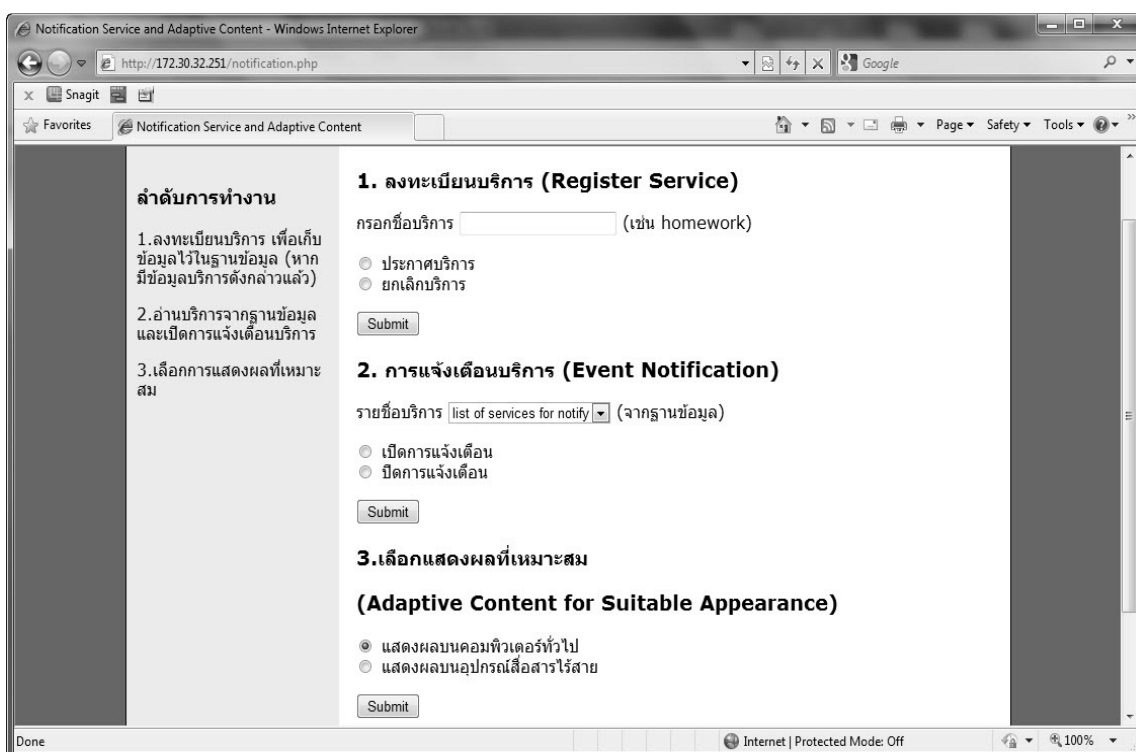 Notification Service and Adaptive Content - Windows Internet Explorer
http://172.30.32.251/notification.php
Google
x Snagit
Favorites
Notification Service and Adaptive Content
Page Safety Tools
ลำดับการทำงาน
1.ลงทะเบียนบริการ เพื่อเก็บ
ข้อมูลไว้ในฐานข้อมูล (หาก
มีข้อมูลบริการดังกล่าวแล้ว)
2.อ่านบริการจากฐานข้อมูล
และเปิดการแจ้งเตือนบริการ
3.เลือกการแสดงผลที่เหมาะ
สม
1. ลงทะเบียนบริการ (Register Service)
กรอกชื่อบริการ (เช่น homework)
ประกาศบริการ
ยกเลิกบริการ
Submit
2. การแจ้งเตือนบริการ (Event Notification)
รายชื่อบริการ list of services for notify (จากฐานข้อมูล)
เปิดการแจ้งเตือน
ปิดการแจ้งเตือน
Submit
3.เลือกแสดงผลที่เหมาะสม
(Adaptive Content for Suitable Appearance)
แสดงผลบนคอมพิวเตอร์ทั่วไป
แสดงผลบนอุปกรณ์สื่อสารไร้สาย
Submit
Done
Internet | Protected Mode: Off
100%